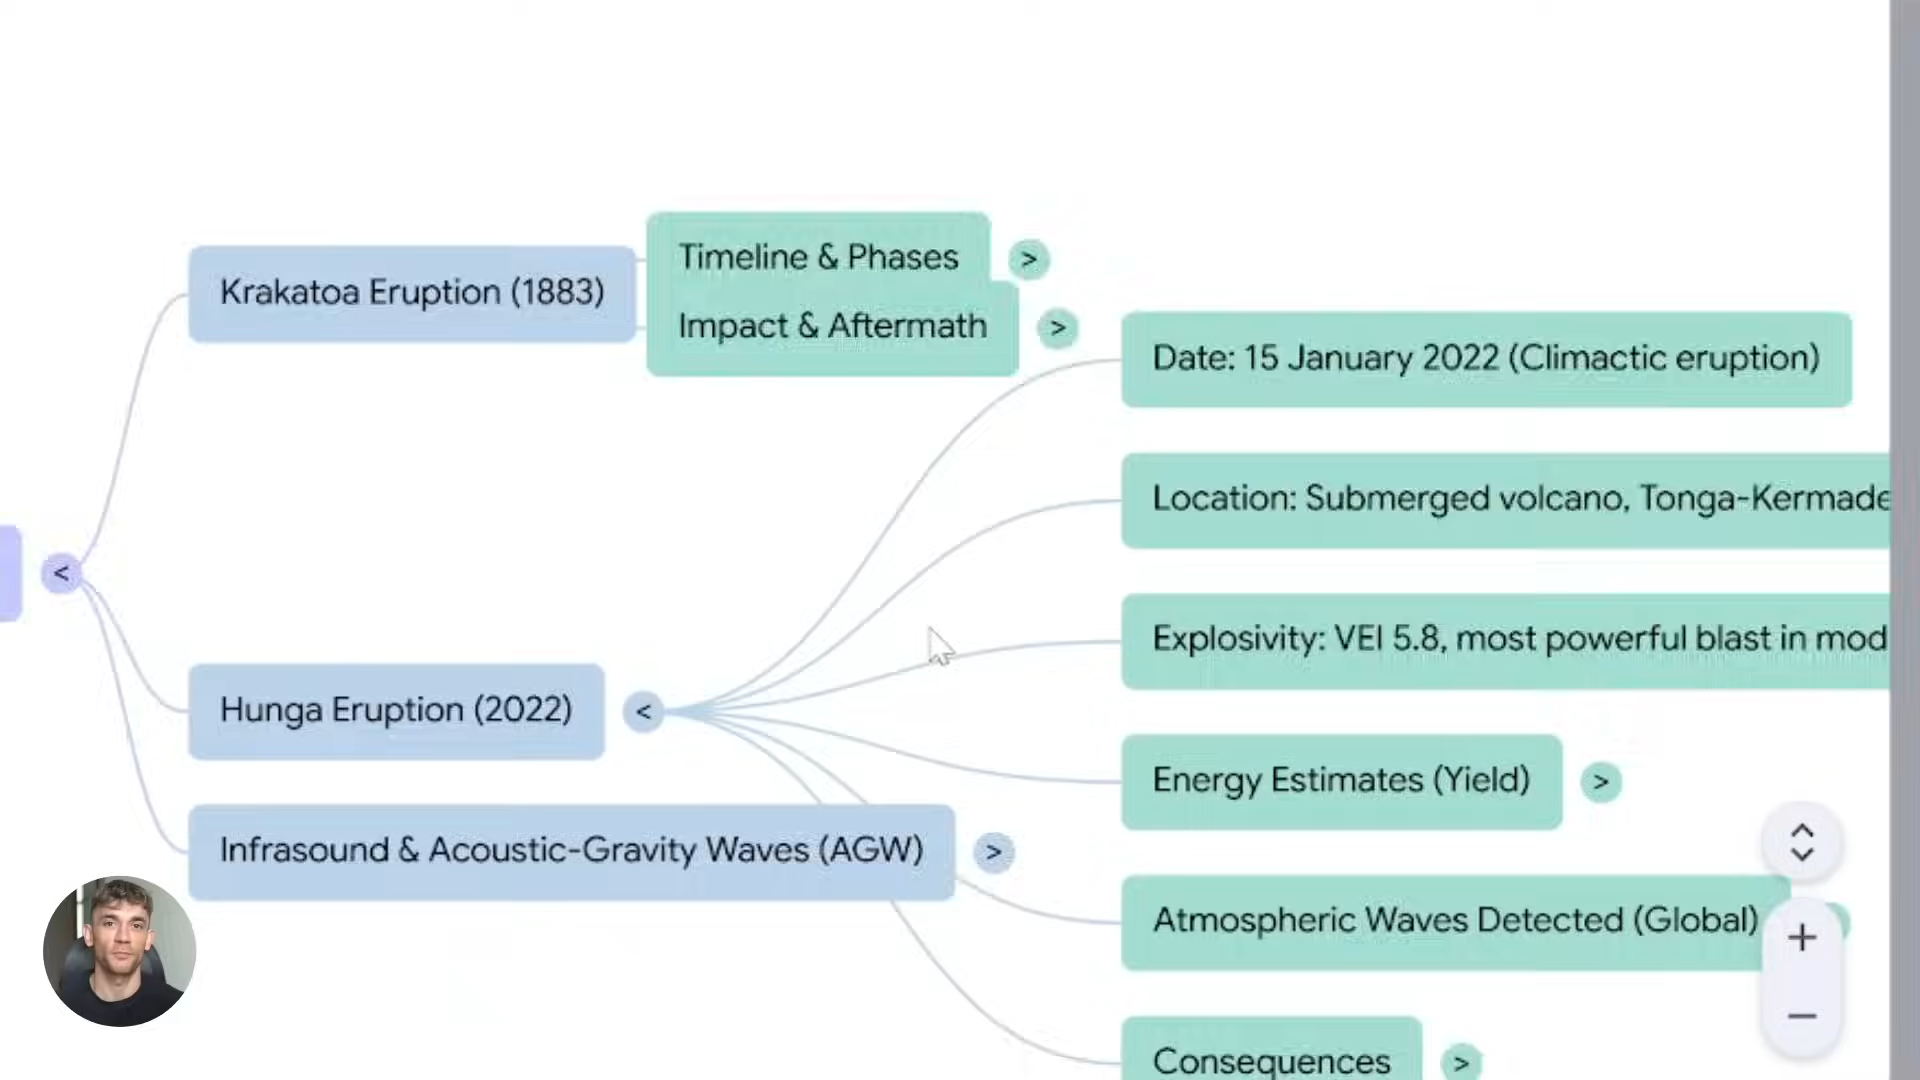 Krakatoa Eruption (1883)
Timeline & Phases >
Impact & Aftermath >
<
Hunga Eruption (2022) <
Date: 15 January 2022 (Climactic eruption)
Location: Submerged volcano, Tonga-Kermade
Explosivity: VEI 5.8, most powerful blast in mod
Energy Estimates (Yield) >
Atmospheric Waves Detected (Global)
Consequences >
Infrasound & Acoustic-Gravity Waves (AGW) >
+
−